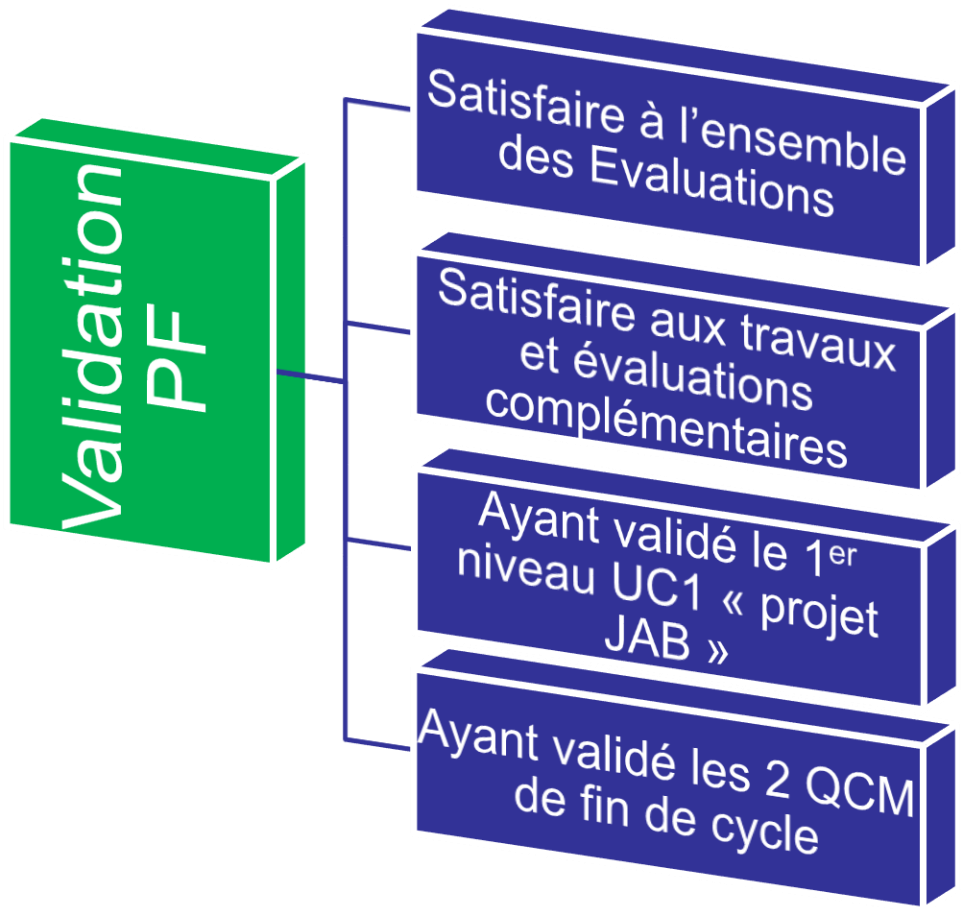 Validation
PF
Satisfaire à l’ensemble
des Evaluations
Satisfaire aux travaux
et évaluations
complémentaires
Ayant validé le 1er
niveau UC1 « projet
JAB »
Ayant validé les 2 QCM
de fin de cycle